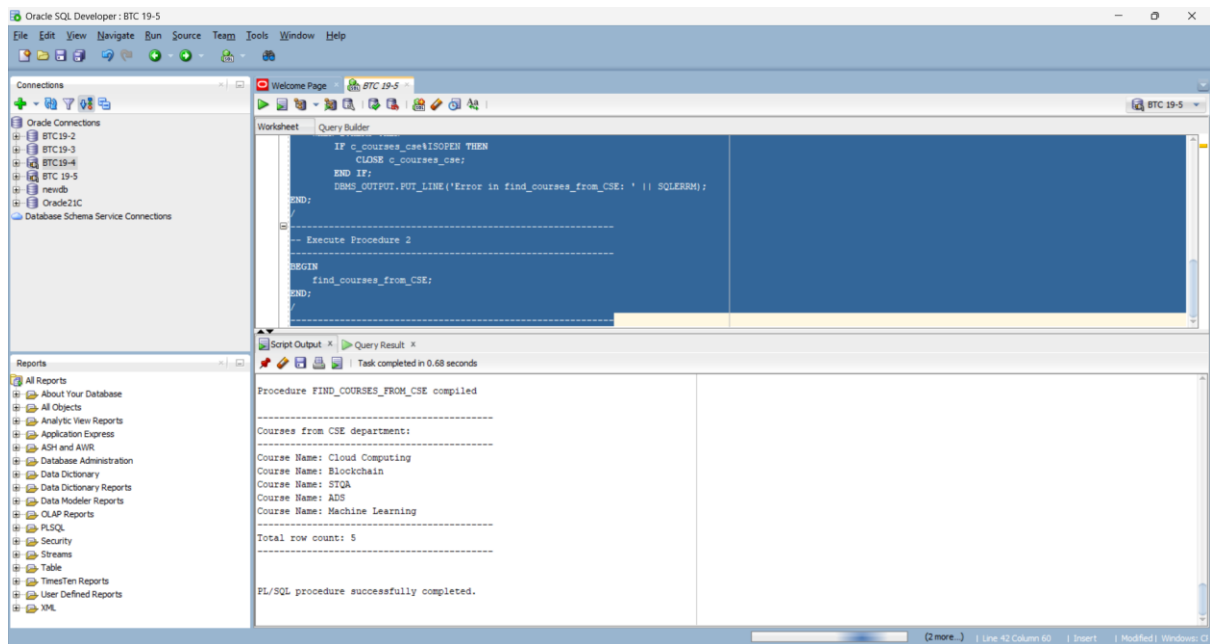 Oracle SQL Developer : BTC 19-5
File Edit View Navigate Run Source Team Tools Window Help
Connections
Oracle Connections
BTC19-2
BTC19-3
BTC19-4
BTC 19-5
newdb
Oracle21C
Database Schema Service Connections
Reports
All Reports
About Your Database
All Objects
Analytic View Reports
Application Express
ASH and AWR
Database Administration
Data Dictionary
Data Dictionary Reports
Data Modeler Reports
OLAP Reports
PLSQL
Security
Streams
Table
TimesTen Reports
User Defined Reports
XML
Welcome Page
BTC 19-5
BTC 19-5
Worksheet Query Builder
IF c_courses_cse%ISOPEN THEN
CLOSE c_courses_cse;
END IF;
DBMS_OUTPUT.PUT_LINE('Error in find_courses_from_CSE: ' || SQLERRM);
END;
/
------------------------------------------------------------
-- Execute Procedure 2
------------------------------------------------------------
BEGIN
find_courses_from_CSE;
END;
/
------------------------------------------------------------
Script Output x Query Result x
Task completed in 0.68 seconds
Procedure FIND_COURSES_FROM_CSE compiled
-------------------------------------------
Courses from CSE department:
-------------------------------------------
Course Name: Cloud Computing
Course Name: Blockchain
Course Name: STQA
Course Name: ADS
Course Name: Machine Learning
-------------------------------------------
Total row count: 5
-------------------------------------------
PL/SQL procedure successfully completed.
(2 more...) | Line 42 Column 60 | Insert | Modified | Windows: Cl